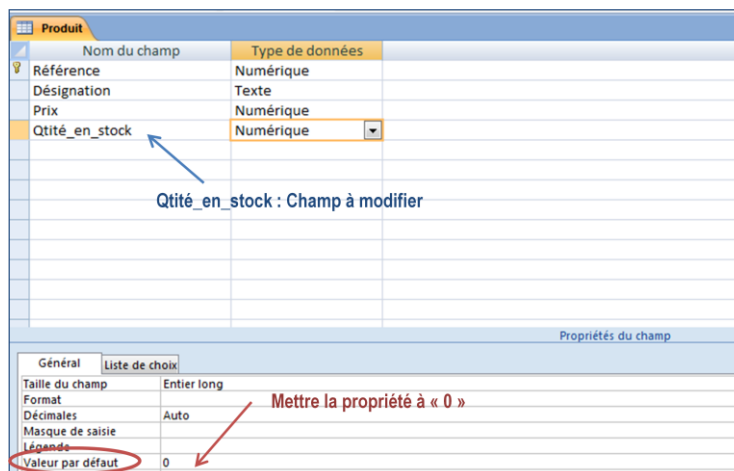 Produit
Nom du champ Type de données
Référence Numérique
Désignation Texte
Prix Numérique
Qtité_en_stock Numérique
Qtité_en_stock : Champ à modifier
Propriétés du champ
Général Liste de choix
Taille du champ Entier long
Format
Mettre la propriété à « 0 »
Décimales Auto
Masque de saisie
Légende
Valeur par défaut 0